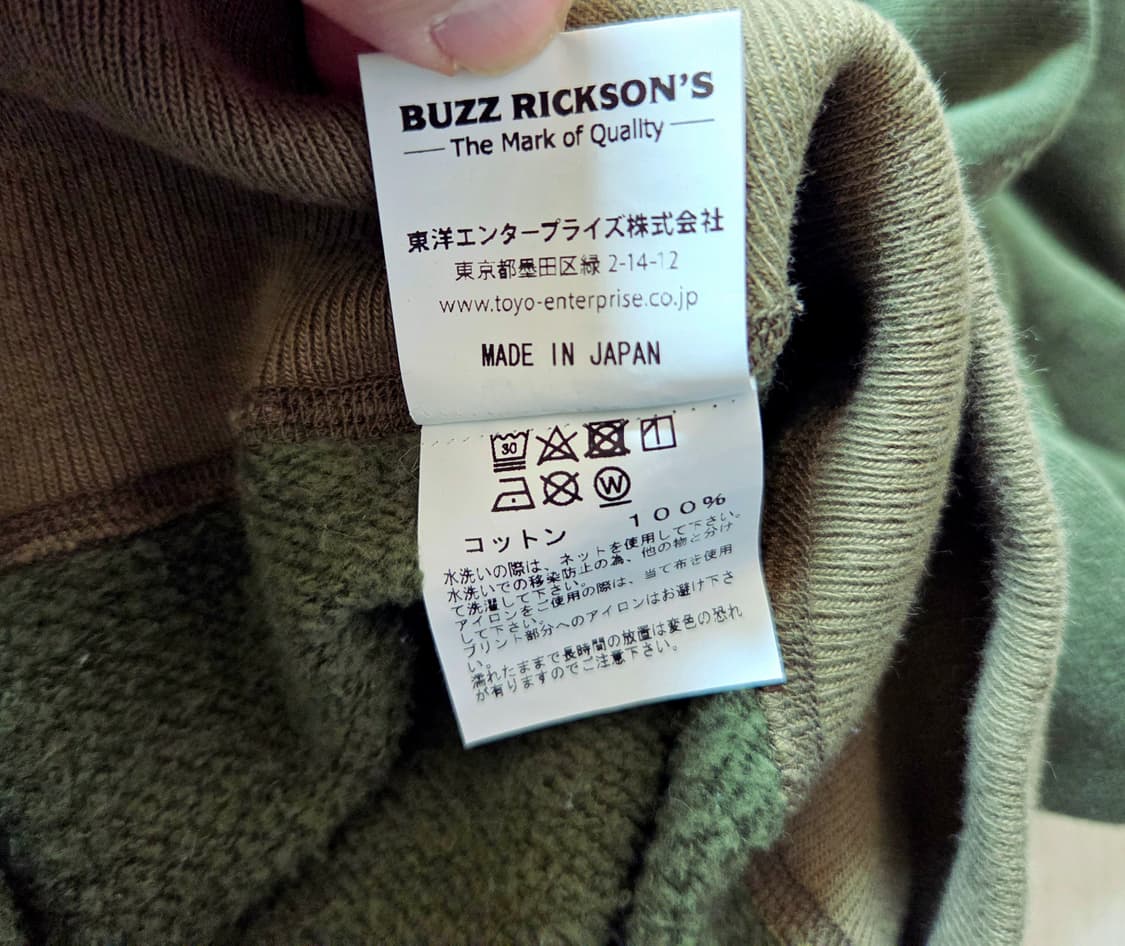 BUZZ RICKSON'S
The Mark of Quality
東洋エンタープライズ株式会社
東京都墨田区緑 2-14-12
www.toyo-enterprise.co.jp
MADE IN JAPAN
30
W
コットン 100%
水洗いの際は、ネットを使用して下さい。
水洗いでの移染防止の為、他の物と分け
て洗濯して下さい。
アイロンをご使用の際は、当て布を使用
して下さい。
プリント部分へのアイロンはお避け下さ
い。
濡れたままで長時間の放置は変色の恐れ
が有りますのでご注意下さい。